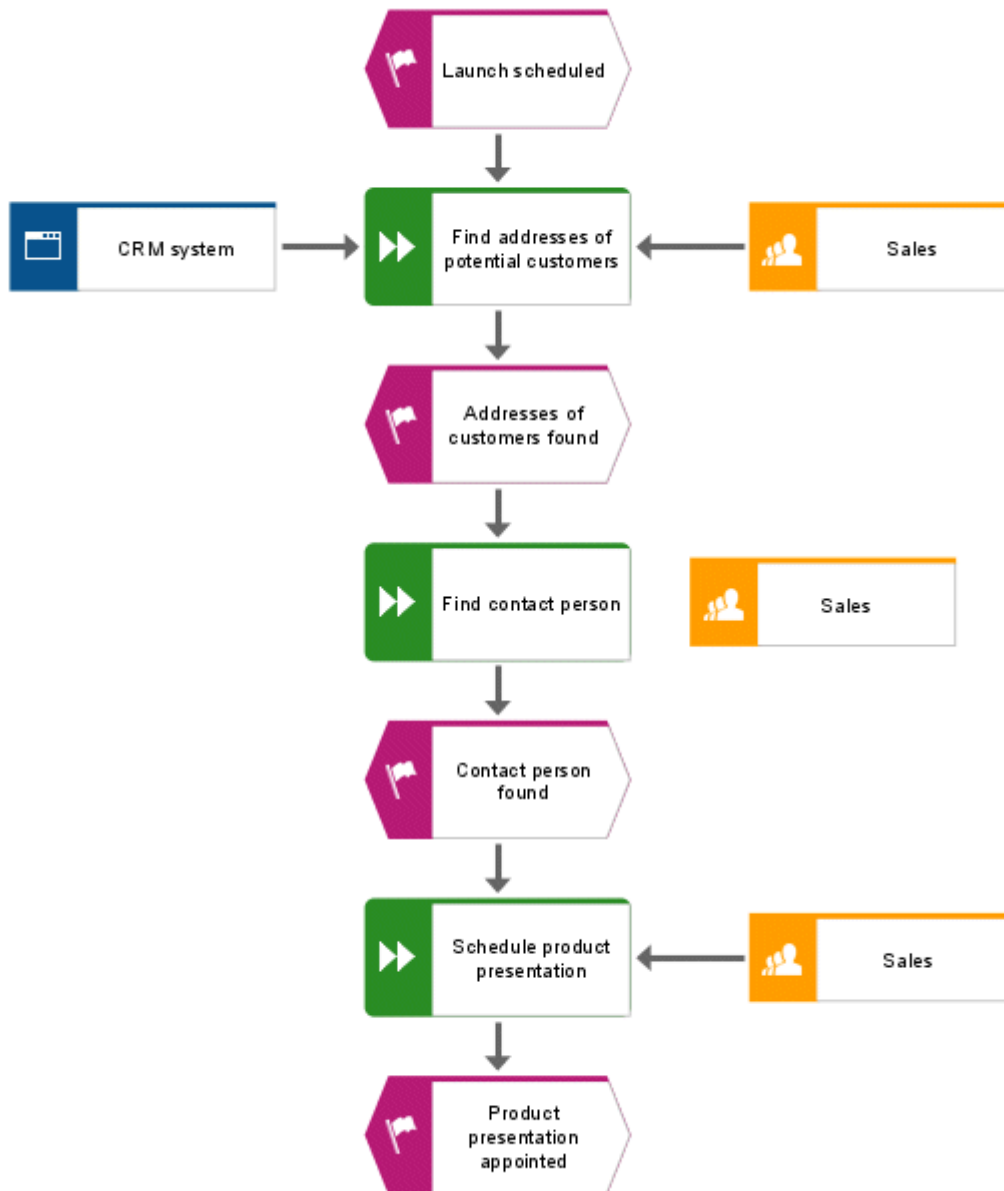 Launch scheduled
CRM system
Find addresses of
potential customers
Sales
Addresses of
customers found
Find contact person
Sales
Contact person
found
Schedule product
presentation
Sales
Product
presentation
appointed